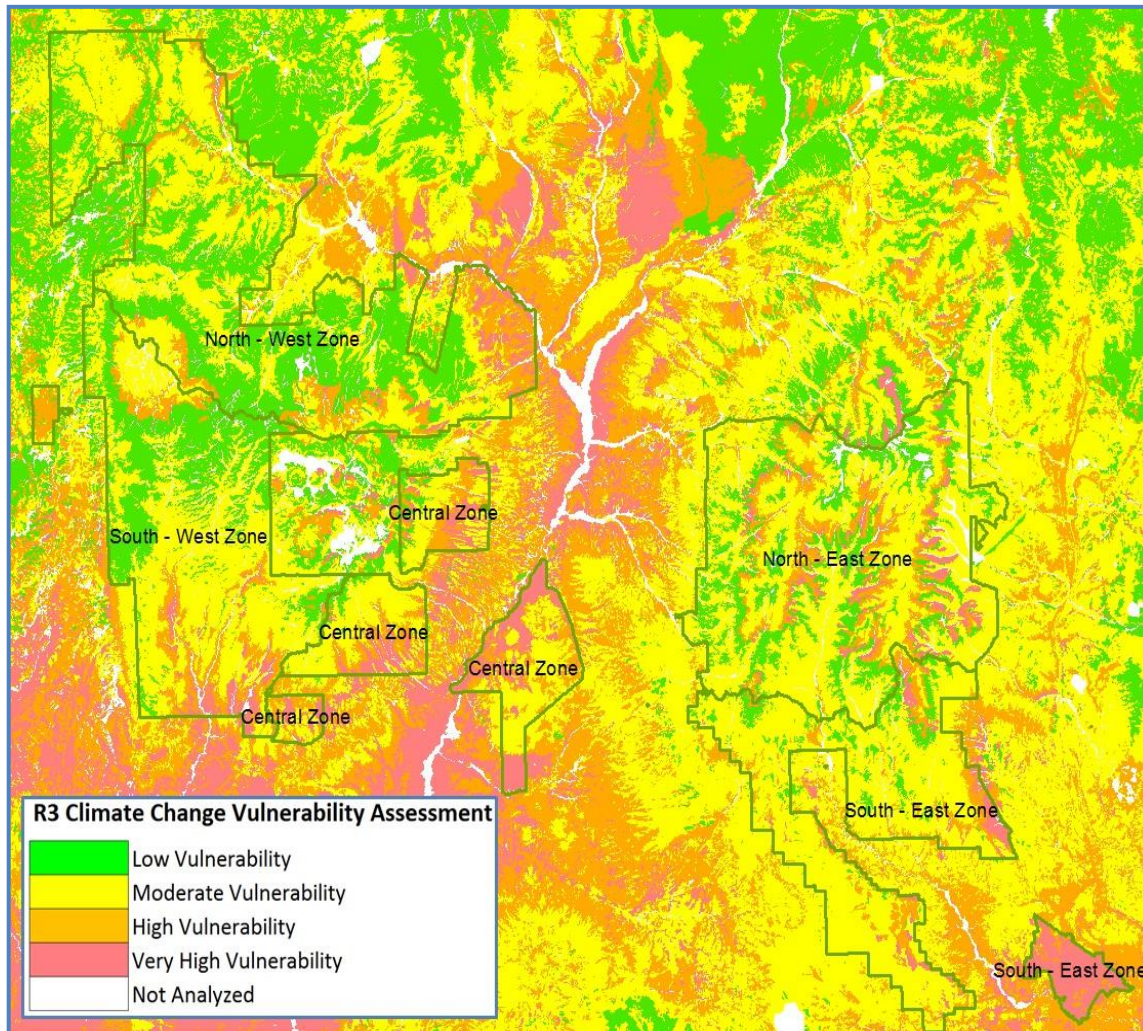 North - West Zone
Central Zone
South - West Zone
North - East Zone
Central Zone
Central Zone
Central Zone
South - East Zone
South - East Zone
R3 Climate Change Vulnerability Assessment
Low Vulnerability
Moderate Vulnerability
High Vulnerability
Very High Vulnerability
Not Analyzed